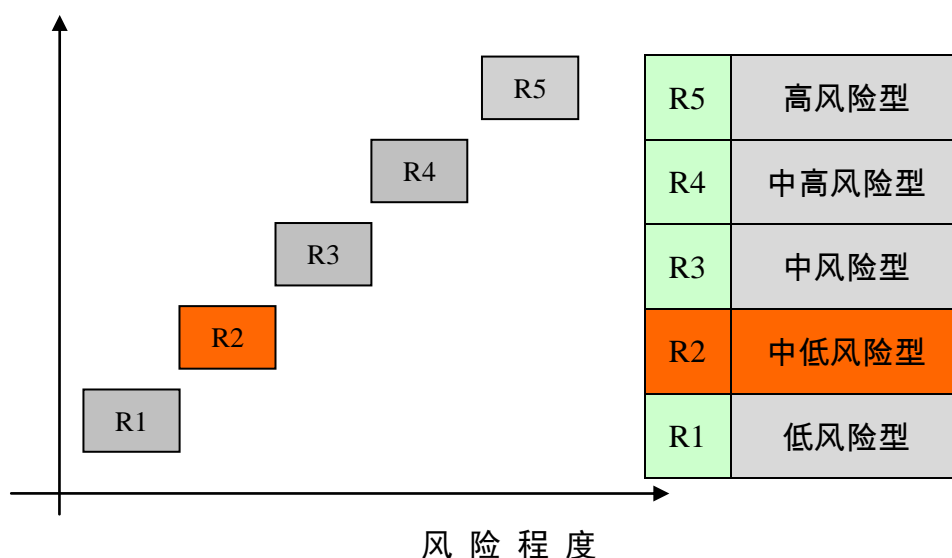 R5
R4
R3
R2
R1
风险程度
R5 高风险型
R4 中高风险型
R3 中风险型
R2 中低风险型
R1 低风险型